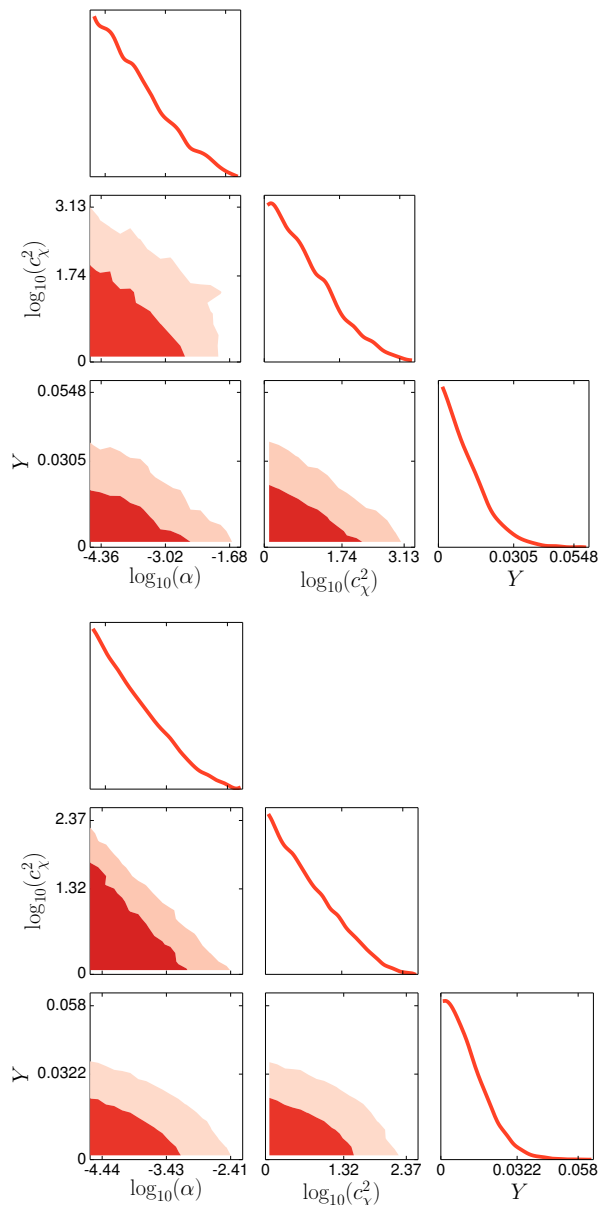 3.13
1.74
0
log₁₀(c²ᵪ)
0.0548
0.0305
0
Y
-4.36 -3.02 -1.68
log₁₀(α)
0 1.74 3.13
log₁₀(c²ᵪ)
0 0.0305 0.0548
Y
2.37
1.32
0
log₁₀(c²ᵪ)
0.058
0.0322
0
Y
-4.44 -3.43 -2.41
log₁₀(α)
0 1.32 2.37
log₁₀(c²ᵪ)
0 0.0322 0.058
Y